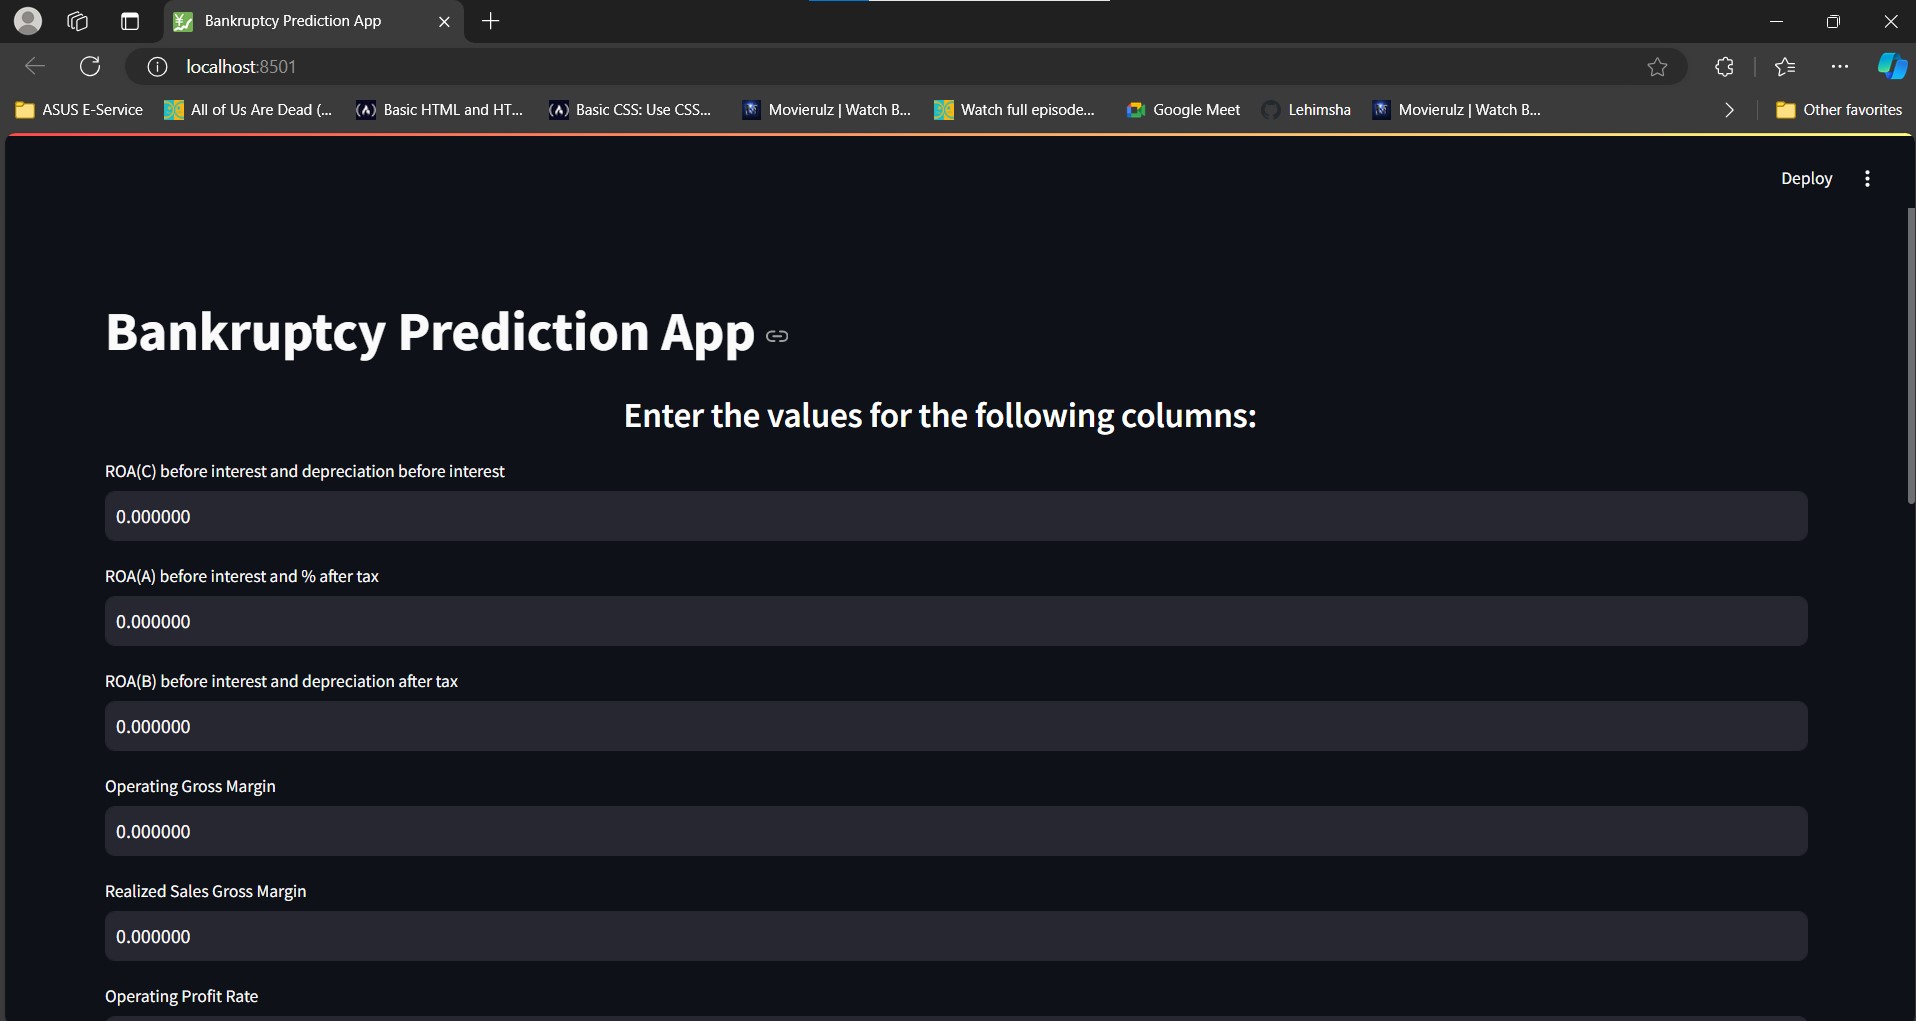 Bankruptcy Prediction App
localhost:8501
ASUS E-Service
All of Us Are Dead (...
Basic HTML and HT...
Basic CSS: Use CSS...
Movierulz | Watch B...
Watch full episode...
Google Meet
Lehimsha
Movierulz | Watch B...
Other favorites
Deploy
Bankruptcy Prediction App
Enter the values for the following columns:
ROA(C) before interest and depreciation before interest
0.000000
ROA(A) before interest and % after tax
0.000000
ROA(B) before interest and depreciation after tax
0.000000
Operating Gross Margin
0.000000
Realized Sales Gross Margin
0.000000
Operating Profit Rate